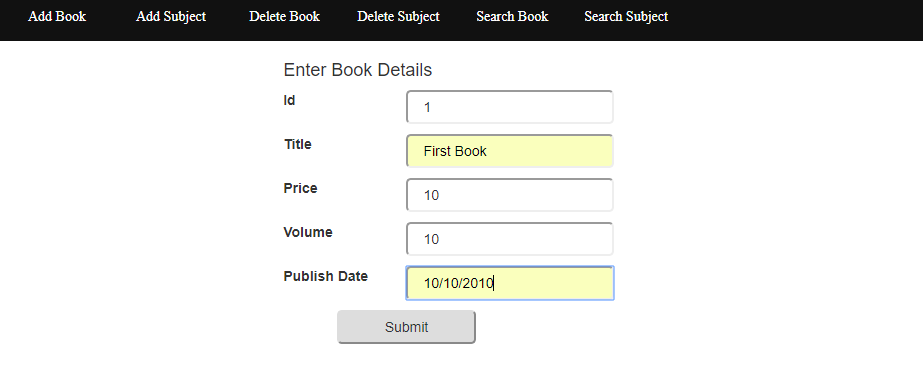 Add Book Add Subject Delete Book Delete Subject Search Book Search Subject
Enter Book Details
Id 1
Title First Book
Price 10
Volume 10
Publish Date 10/10/2010
Submit